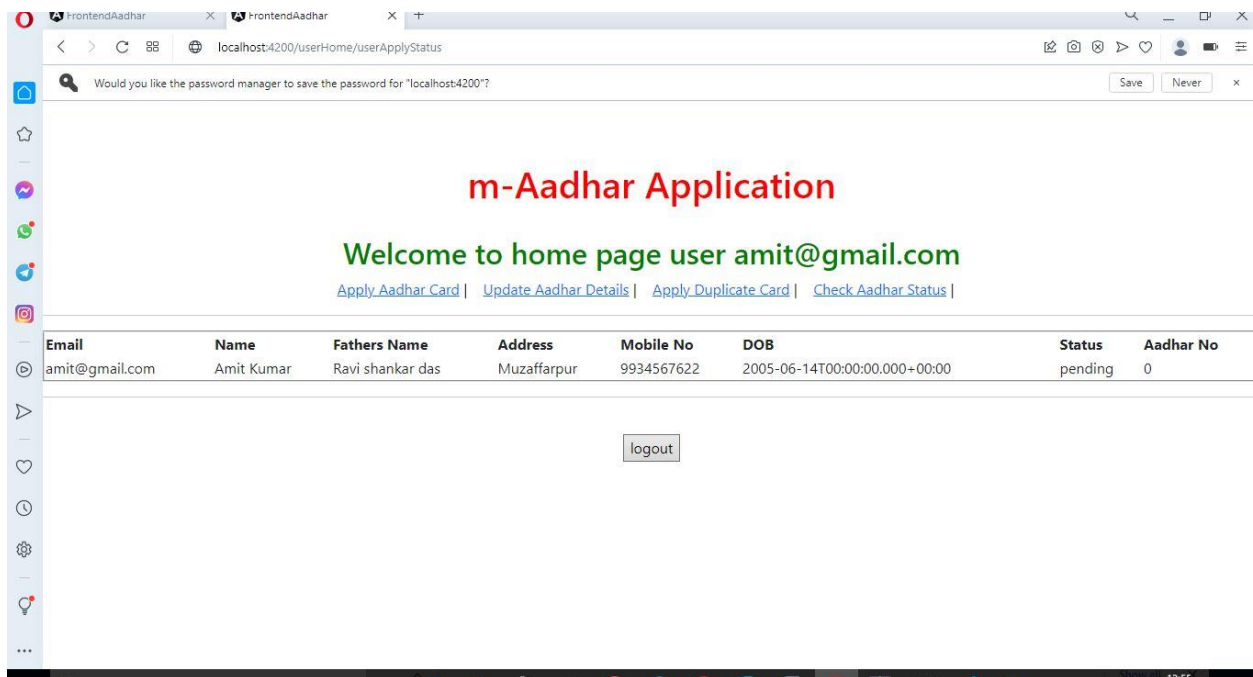 FrontendAadhar FrontendAadhar
localhost:4200/userHome/userApplyStatus
Would you like the password manager to save the password for "localhost:4200"? Save Never
m-Aadhar Application
Welcome to home page user amit@gmail.com
Apply Aadhar Card | Update Aadhar Details | Apply Duplicate Card | Check Aadhar Status |
Email Name Fathers Name Address Mobile No DOB Status Aadhar No
amit@gmail.com Amit Kumar Ravi shankar das Muzaffarpur 9934567622 2005-06-14T00:00:00.000+00:00 pending 0
logout